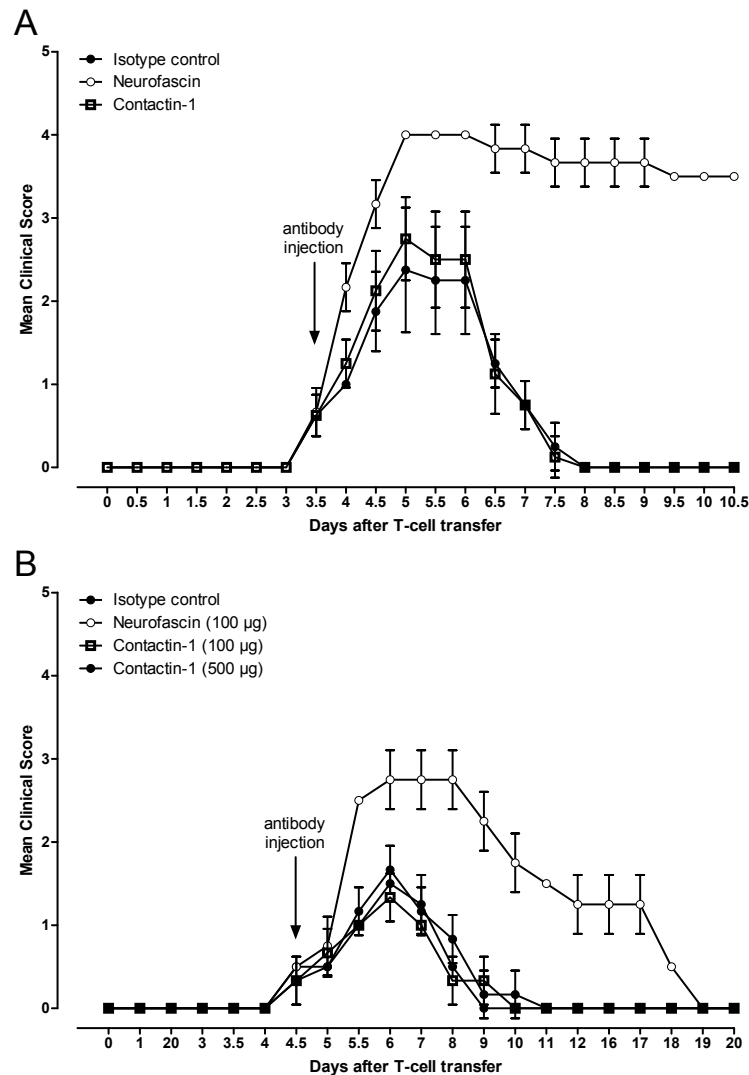 A
5
Isotype control
Neurofascin
Contactin-1
4
antibody
injection
3
2
1
0
Mean Clinical Score
0 0.5 1 1.5 2 2.5 3 3.5 4 4.5 5 5.5 6 6.5 7 7.5 8 8.5 9 9.5 10 10.5
Days after T-cell transfer
B
5
Isotype control
Neurofascin (100 µg)
Contactin-1 (100 µg)
Contactin-1 (500 µg)
4
3
antibody
injection
2
1
0
Mean Clinical Score
0 1 20 3 3.5 4 4.5 5 5.5 6 7 8 9 10 11 12 16 17 18 19 20
Days after T-cell transfer